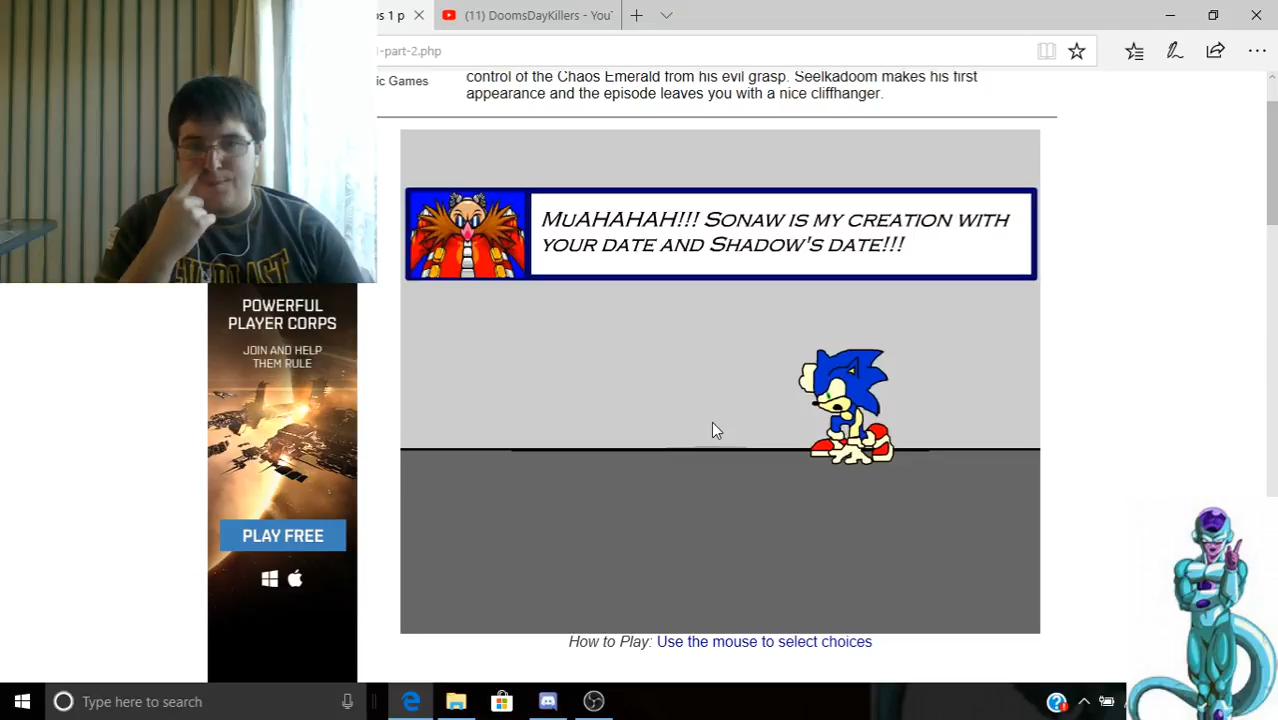 s 1 p
(11) DoomsDayKillers - YouT
1-part-2.php
ic Games
control of the Chaos Emerald from his evil grasp. Seelkadoom makes his first
appearance and the episode leaves you with a nice cliffhanger.
MUAHAHAH!!! SONAW IS MY CREATION WITH
YOUR DATE AND SHADOW'S DATE!!!
EVERLAST
POWERFUL
PLAYER CORPS
JOIN AND HELP
THEM RULE
PLAY FREE
How to Play: Use the mouse to select choices
Type here to search